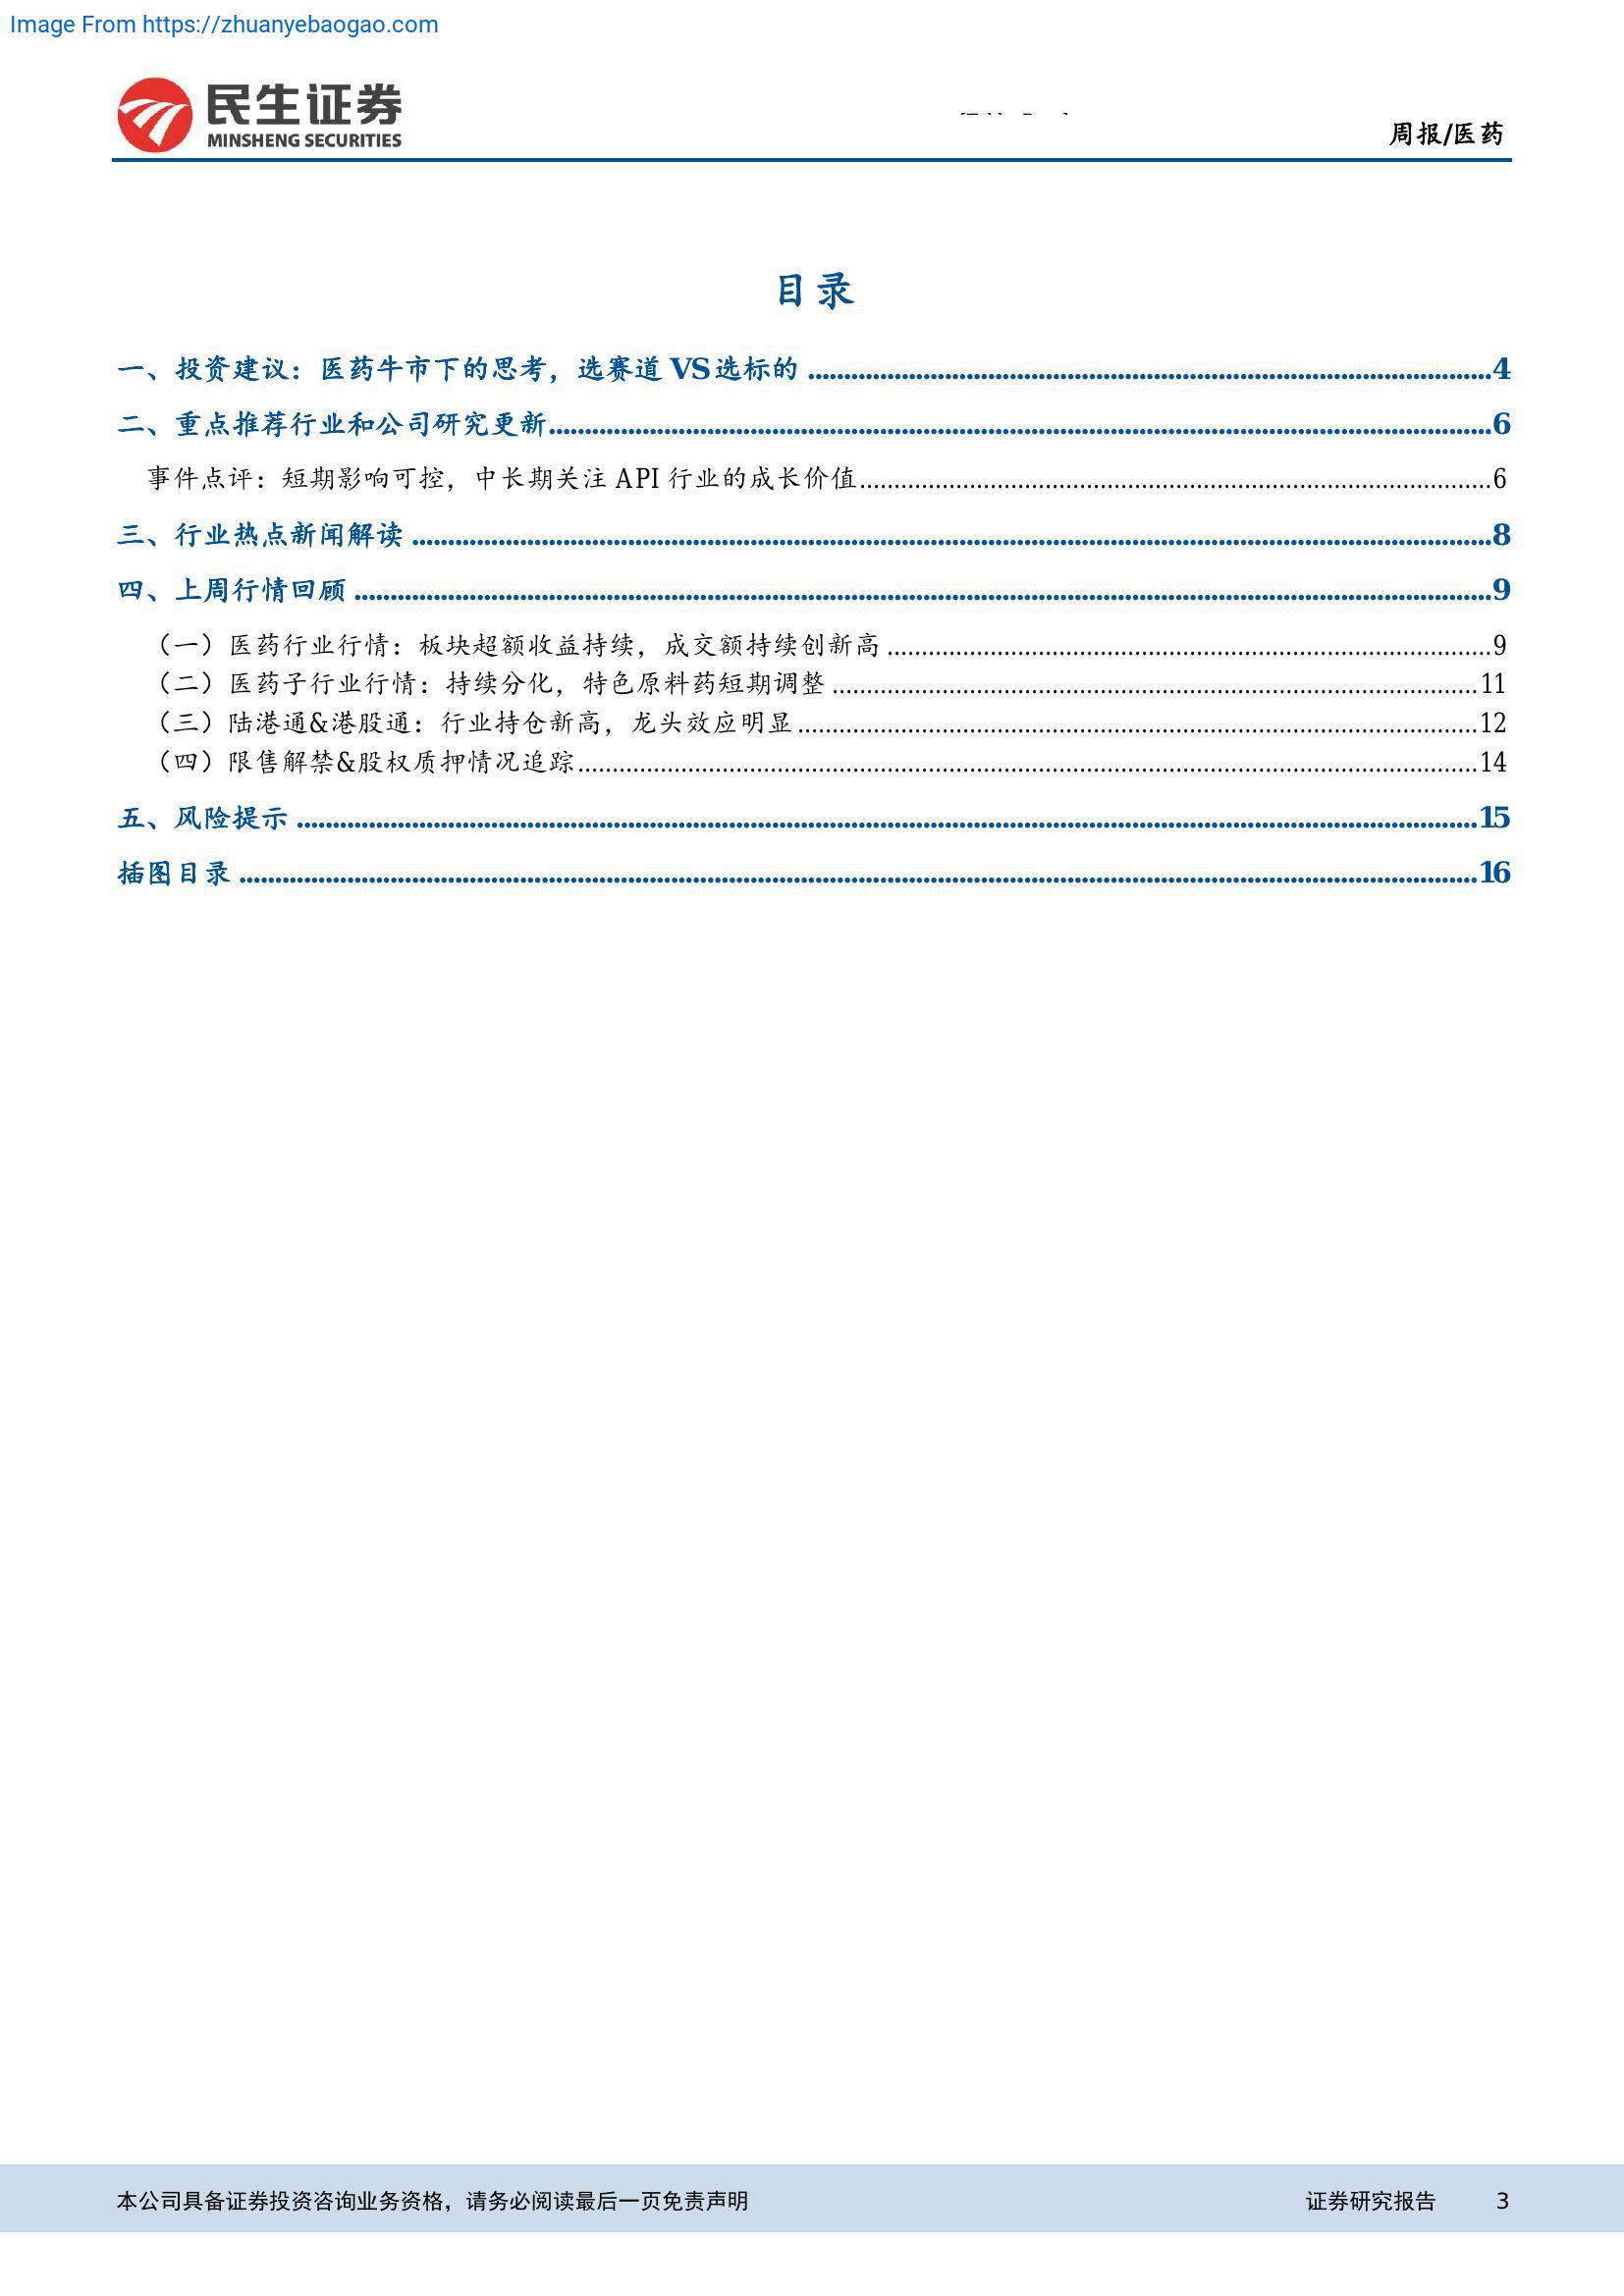 Image From https://zhuanyebaogao.com
民生证券
MINSHENG SECURITIES
周报/医药
目录
一、投资建议：医药牛市下的思考，选赛道 VS 选标的 ........ 4
二、重点推荐行业和公司研究更新 ........ 6
事件点评：短期影响可控，中长期关注 API 行业的成长价值 ........ 6
三、行业热点新闻解读 ........ 8
四、上周行情回顾 ........ 9
（一）医药行业行情：板块超额收益持续，成交额持续创新高 ........ 9
（二）医药子行业行情：持续分化，特色原料药短期调整 ........ 11
（三）陆港通&港股通：行业持仓新高，龙头效应明显 ........ 12
（四）限售解禁&股权质押情况追踪 ........ 14
五、风险提示 ........ 15
插图目录 ........ 16
本公司具备证券投资咨询业务资格，请务必阅读最后一页免责声明 证券研究报告 3